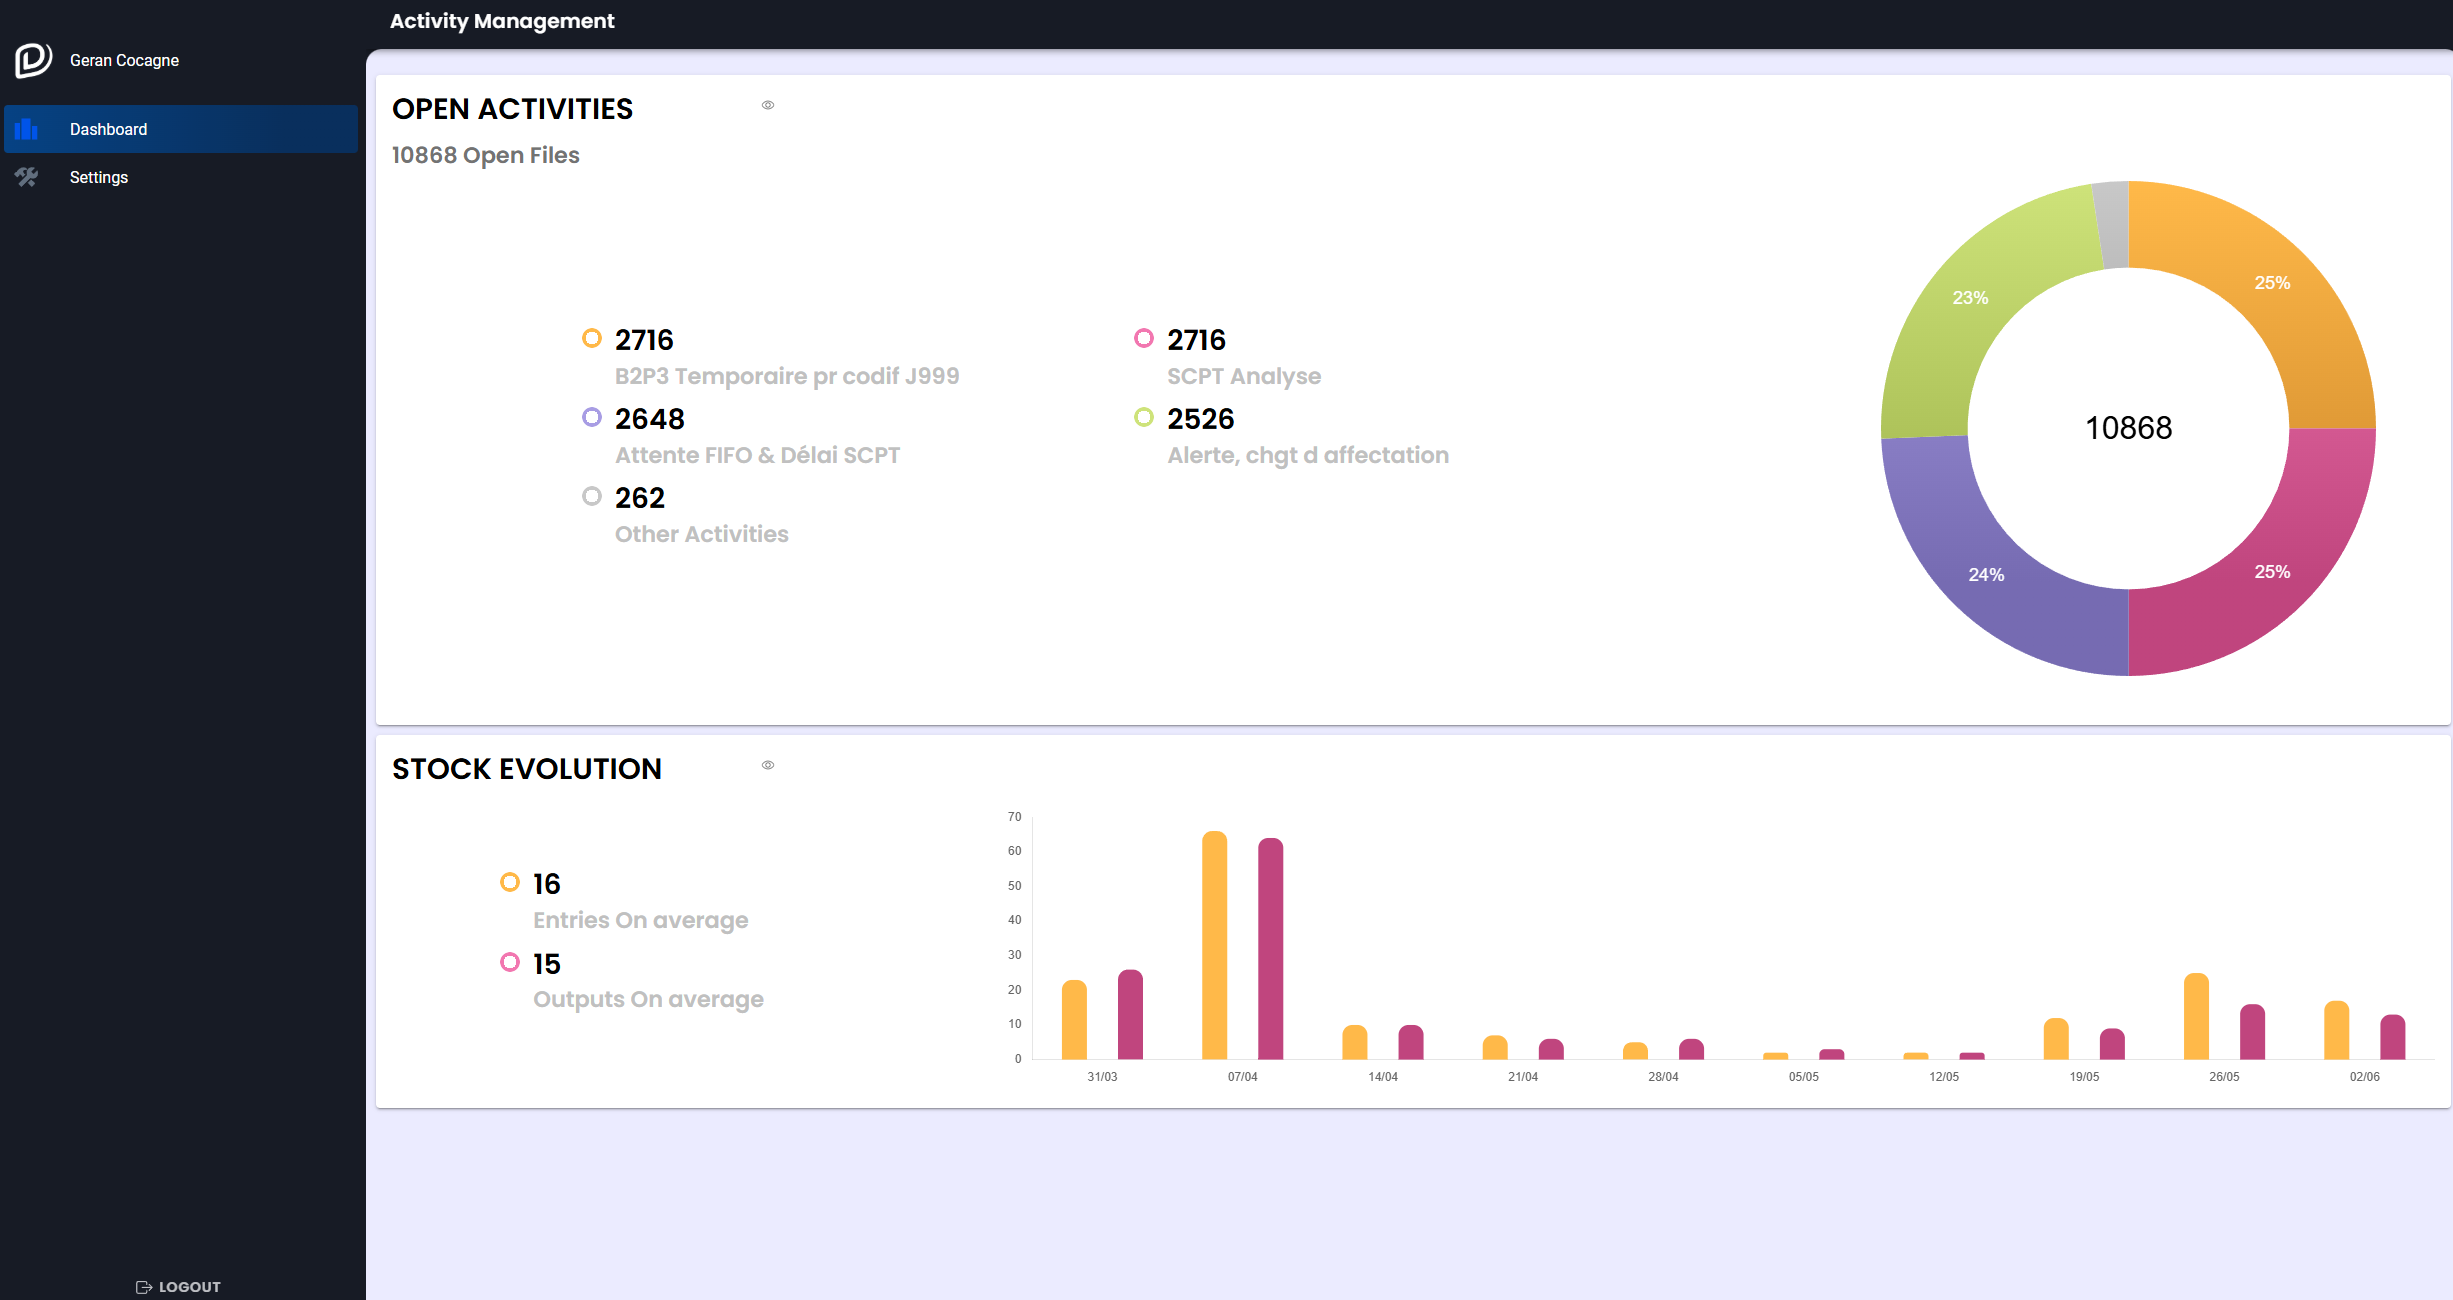 Activity Management
Geran Cocagne
Dashboard
Settings
LOGOUT
OPEN ACTIVITIES
10868 Open Files
2716
B2P3 Temporaire pr codif J999
2716
SCPT Analyse
2648
Attente FIFO & Délai SCPT
2526
Alerte, chgt d affectation
262
Other Activities
23%
25%
10868
24%
25%
STOCK EVOLUTION
16
Entries On average
15
Outputs On average
70
60
50
40
30
20
10
0
31/03 07/04 14/04 21/04 28/04 05/05 12/05 19/05 26/05 02/06